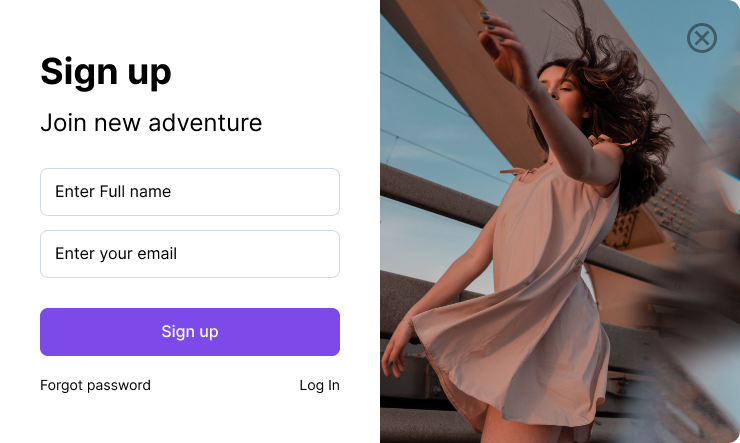 Sign up
Join new adventure
Enter Full name
Enter your email
Sign up
Forgot password
Log In